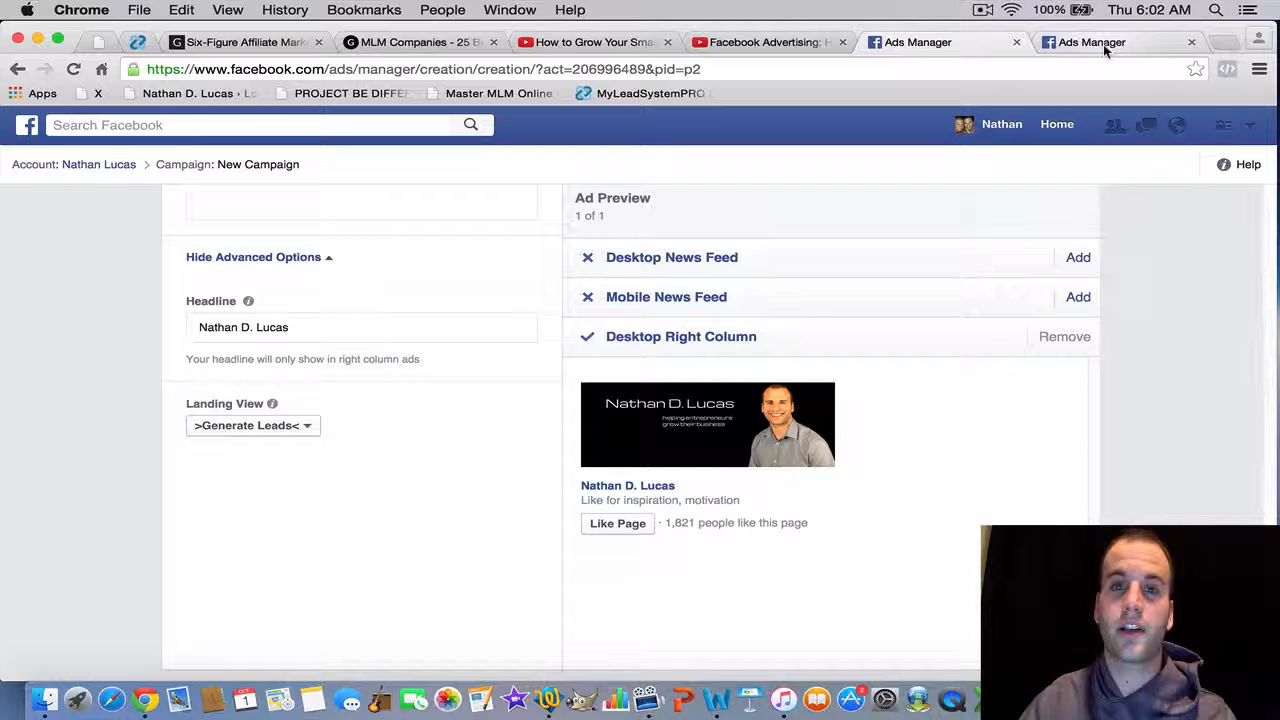 Chrome File Edit View History Bookmarks People Window Help 100% Thu 6:02 AM
Six-Figure Affiliate Mark
MLM Companies - 25 B
How to Grow Your Sma
Facebook Advertising: H
Ads Manager
Ads Manager
https://www.facebook.com/ads/manager/creation/creation/?act=206996489&pid=p2
Apps X Nathan D. Lucas PROJECT BE DIFFE Master MLM Online MyLeadSystemPRO
Search Facebook
Nathan Home
Account: Nathan Lucas > Campaign: New Campaign
Help
Ad Preview
1 of 1
Hide Advanced Options
Desktop News Feed Add
Headline
Mobile News Feed Add
Nathan D. Lucas
Desktop Right Column Remove
Your headline will only show in right column ads
Nathan D. Lucas
helping entrepreneurs
grow their business
Landing View
>Generate Leads<
Nathan D. Lucas
Like for inspiration, motivation
Like Page · 1,821 people like this page